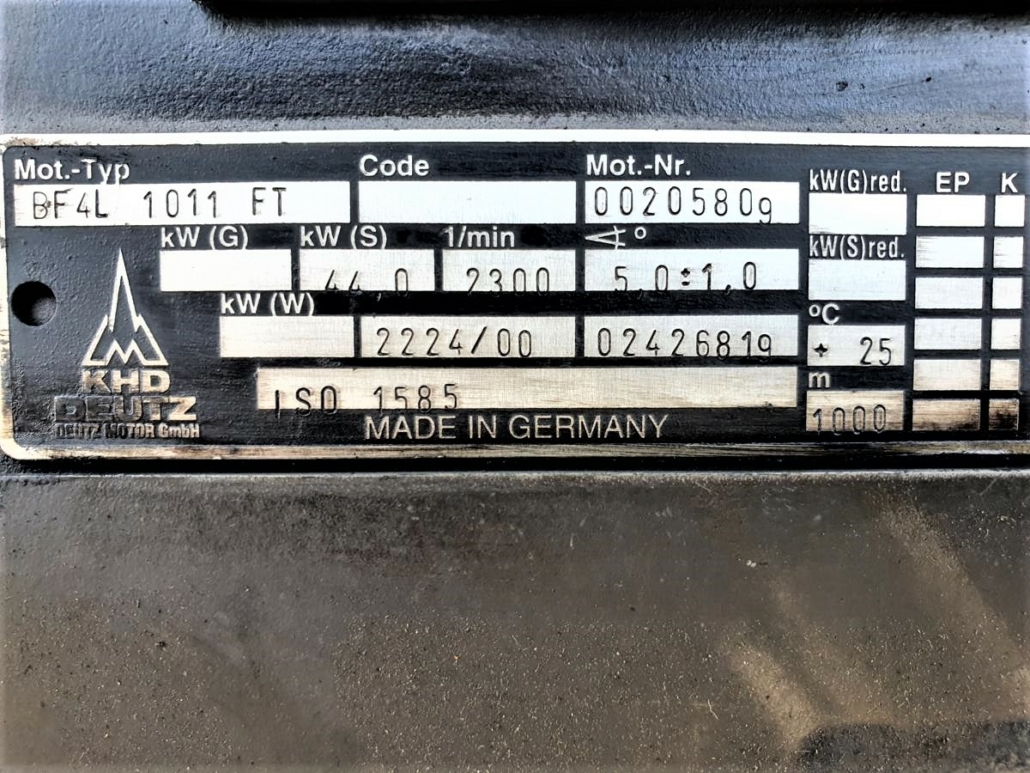 Mot.-Typ Code Mot.-Nr. kW(G)red. EP K
BF4L 1011 FT 00205809
kW (G) kW (S) 1/min ∢ ° kW(S)red.
44,0 2300 5,0±1,0
kW (W) °C
2224/00 02426819 + 25
KHD m
DEUTZ ISO 1585 1000
DEUTZ MOTOR GmbH MADE IN GERMANY